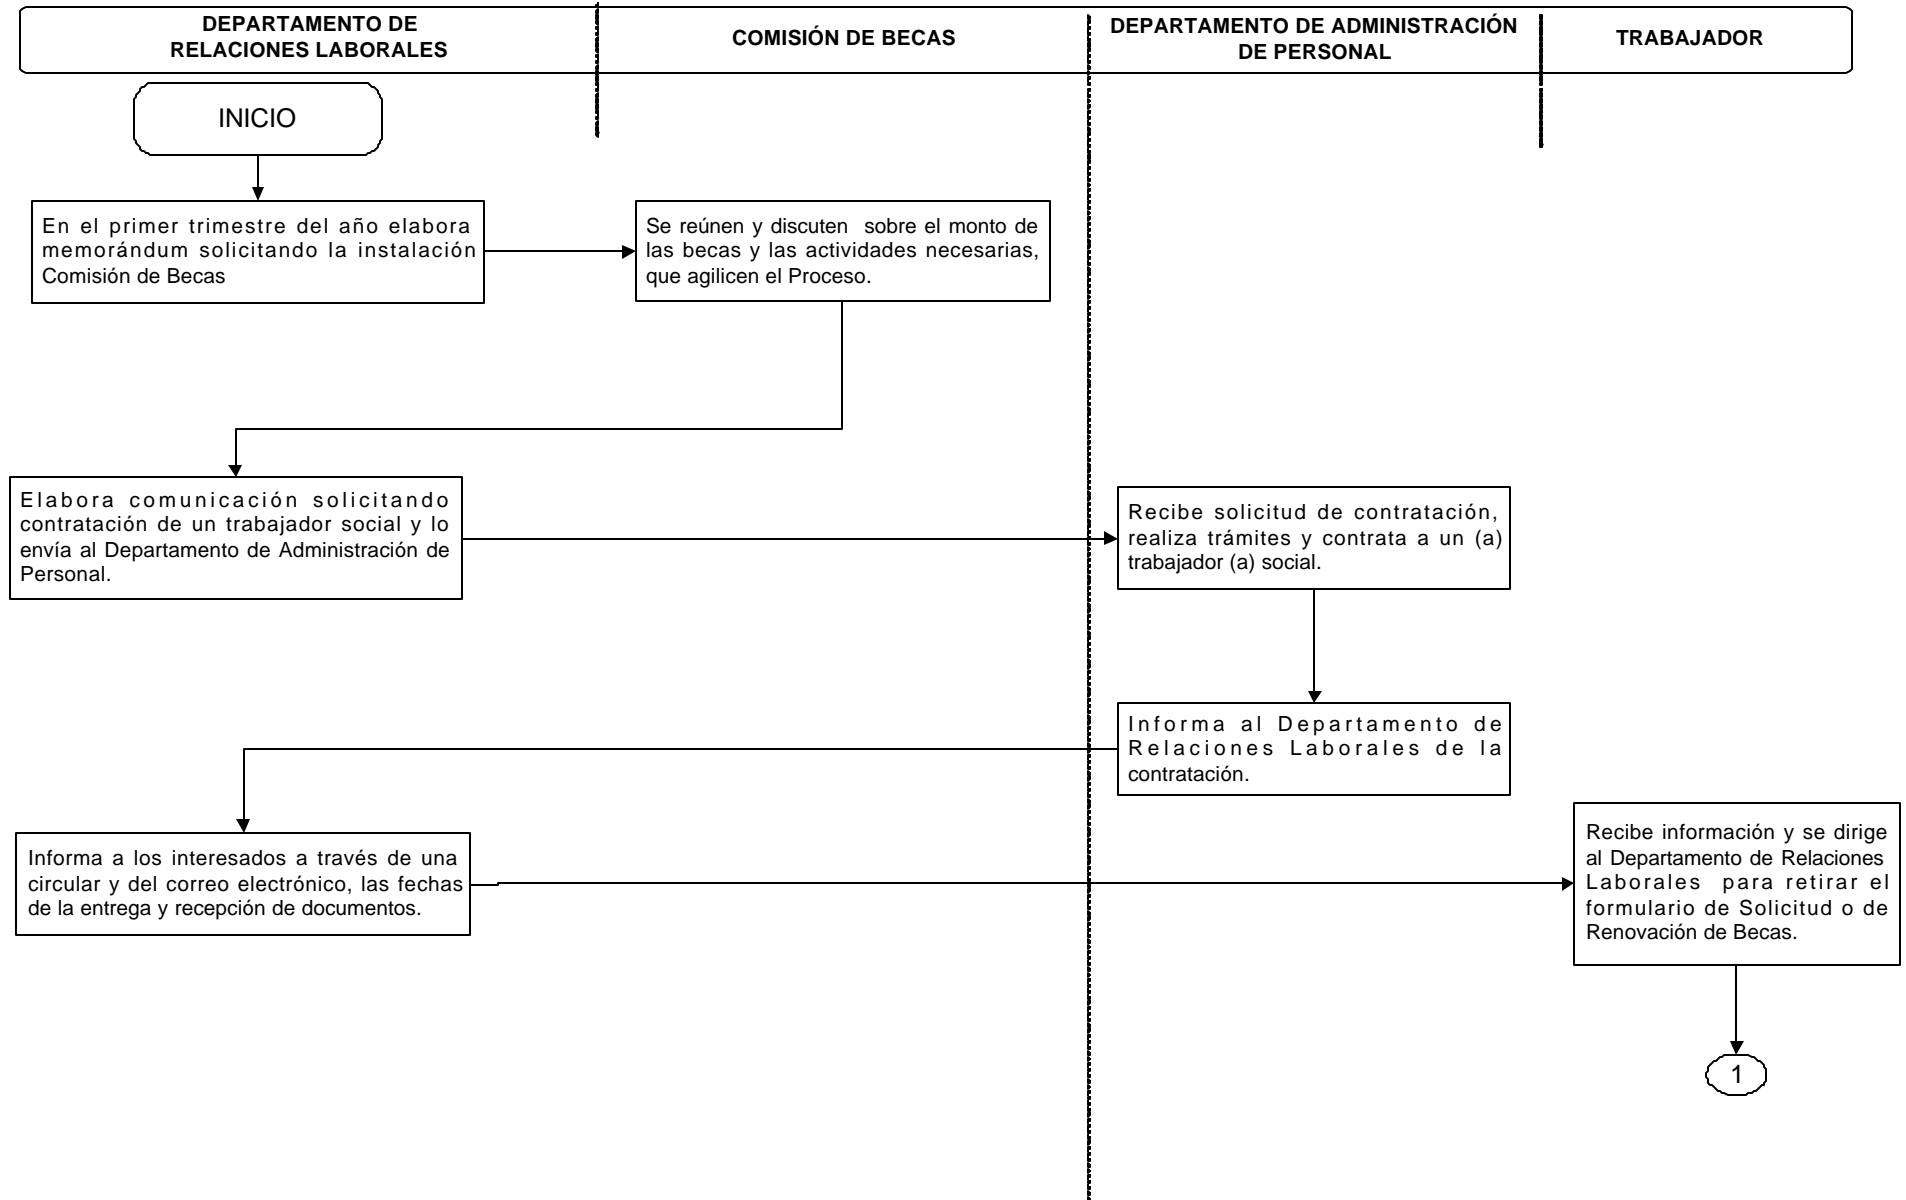 DEPARTAMENTO DE
RELACIONES LABORALES
COMISIÓN DE BECAS
DEPARTAMENTO DE ADMINISTRACIÓN
DE PERSONAL
TRABAJADOR
INICIO
En el primer trimestre del año elabora
memorándum solicitando la instalación
Comisión de Becas
Se reúnen y discuten sobre el monto de
las becas y las actividades necesarias,
que agilicen el Proceso.
Elabora comunicación solicitando
contratación de un trabajador social y lo
envía al Departamento de Administración de
Personal.
Recibe solicitud de contratación,
realiza trámites y contrata a un (a)
trabajador (a) social.
Informa al Departamento de
Relaciones Laborales de la
contratación.
Informa a los interesados a través de una
circular y del correo electrónico, las fechas
de la entrega y recepción de documentos.
Recibe información y se dirige
al Departamento de Relaciones
Laborales para retirar el
formulario de Solicitud o de
Renovación de Becas.
1